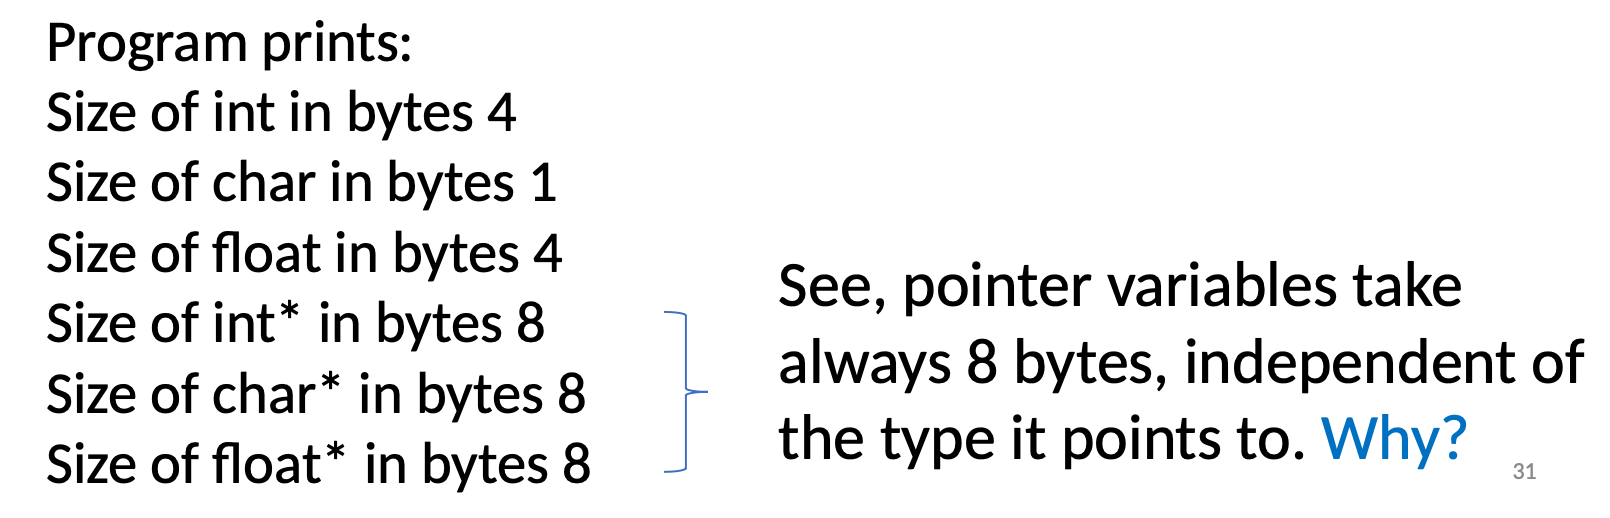 Program prints:
Size of int in bytes 4
Size of char in bytes 1
Size of float in bytes 4
Size of int* in bytes 8
Size of char* in bytes 8
Size of float* in bytes 8
See, pointer variables take
always 8 bytes, independent of
the type it points to. Why?
31